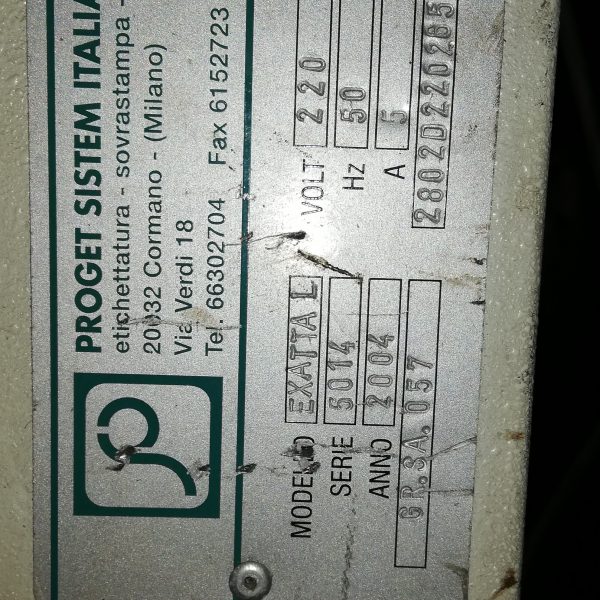 PROGET SISTEM ITALIA
etichettatura - sovrastampa -
20032 Cormano - (Milano)
Via Verdi 18
Tel. 66302704 Fax 6152723
MODELLO EXATTA L VOLT 220
SERIE 5014 Hz 50
ANNO 2004 A 5
GR.3A.057 2802D220285